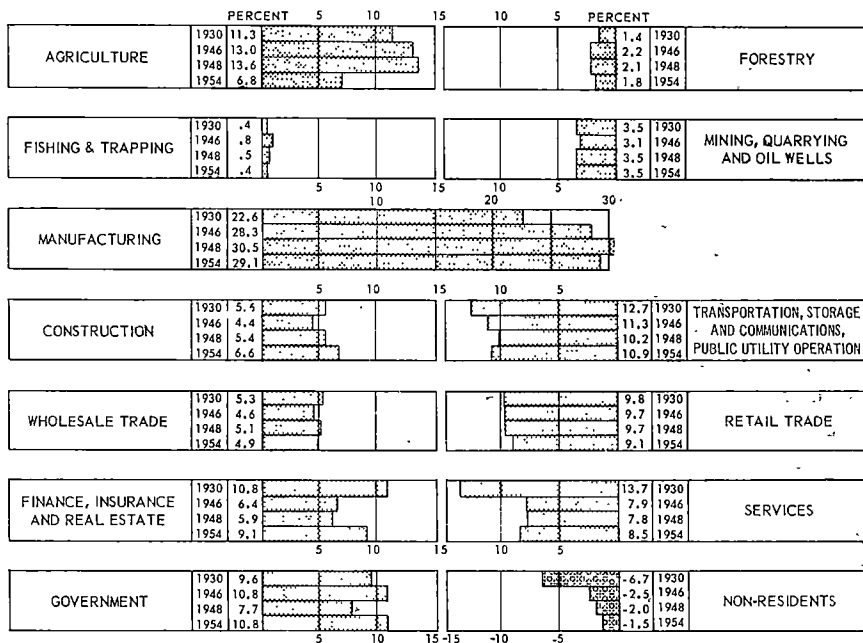 PERCENT 5 10 15 10 5 PERCENT
AGRICULTURE
1930 11.3
1946 13.0
1948 13.6
1954 6.8
1.4 1930
2.2 1946
2.1 1948
1.8 1954
FORESTRY
FISHING & TRAPPING
1930 .4
1946 .8
1948 .5
1954 .4
3.5 1930
3.1 1946
3.5 1948
3.5 1954
MINING, QUARRYING
AND OIL WELLS
5 10 15 10 5
10 20 30
MANUFACTURING
1930 22.6
1946 28.3
1948 30.5
1954 29.1
5 10 15 10 5
CONSTRUCTION
1930 5.6
1946 4.4
1948 5.4
1954 6.6
12.7 1930
11.3 1946
10.2 1948
10.9 1954
TRANSPORTATION, STORAGE
AND COMMUNICATIONS,
PUBLIC UTILITY OPERATION
WHOLESALE TRADE
1930 5.3
1946 4.6
1948 5.1
1954 4.9
9.8 1930
9.7 1946
9.7 1948
9.1 1954
RETAIL TRADE
FINANCE, INSURANCE
AND REAL ESTATE
1930 10.8
1946 6.4
1948 5.9
1954 9.1
13.7 1930
7.9 1946
7.8 1948
8.5 1954
SERVICES
5 10 15 10 5
GOVERNMENT
1930 9.6
1946 10.8
1948 7.7
1954 10.8
-6.7 1930
-2.5 1946
-2.0 1948
-1.5 1954
NON-RESIDENTS
5 10 15 -15 -10 -5